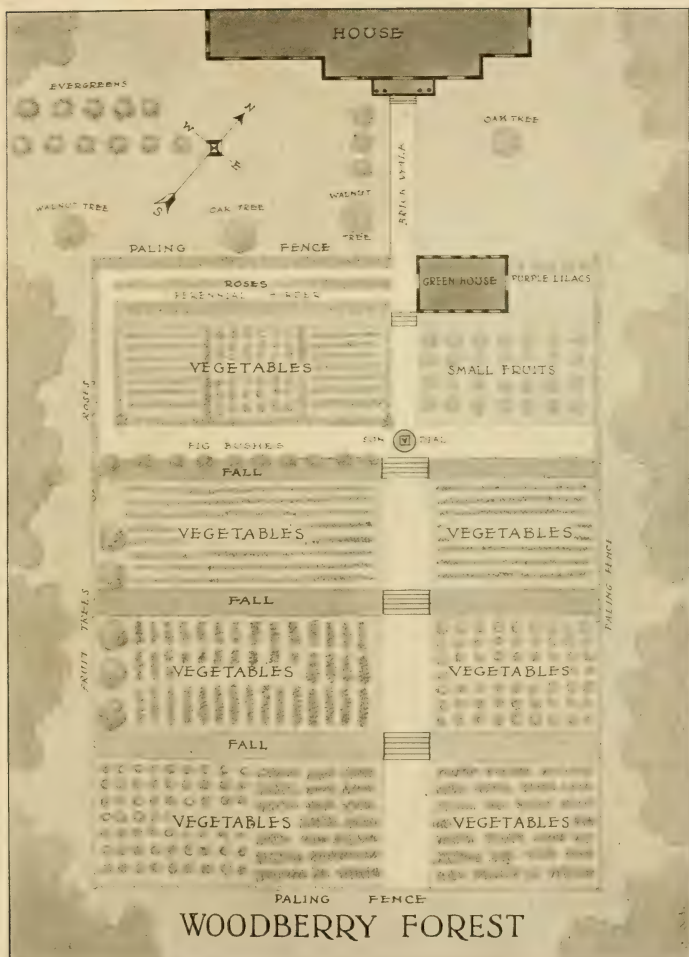 HOUSE
EVERGREENS
N
W
E
S
OAK TREE
BRICK WALK
WALNUT TREE
OAK TREE
WALNUT
TREE
PALING FENCE
ROSES
PERENNIAL BORDER
GREEN HOUSE
PURPLE LILACS
VEGETABLES
SMALL FRUITS
ROSES
FIG BUSHES
SUN DIAL
FALL
VEGETABLES
VEGETABLES
PALING FENCE
FALL
FRUIT TREES
VEGETABLES
VEGETABLES
FALL
VEGETABLES
VEGETABLES
PALING FENCE
WOODBERRY FOREST